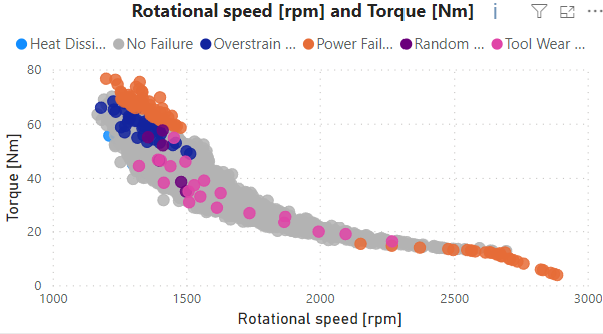 Rotational speed [rpm] and Torque [Nm]
Heat Dissi... No Failure Overstrain ... Power Fail... Random ... Tool Wear ...
80
60
40
20
0
Torque [Nm]
1000 1500 2000 2500 3000
Rotational speed [rpm]